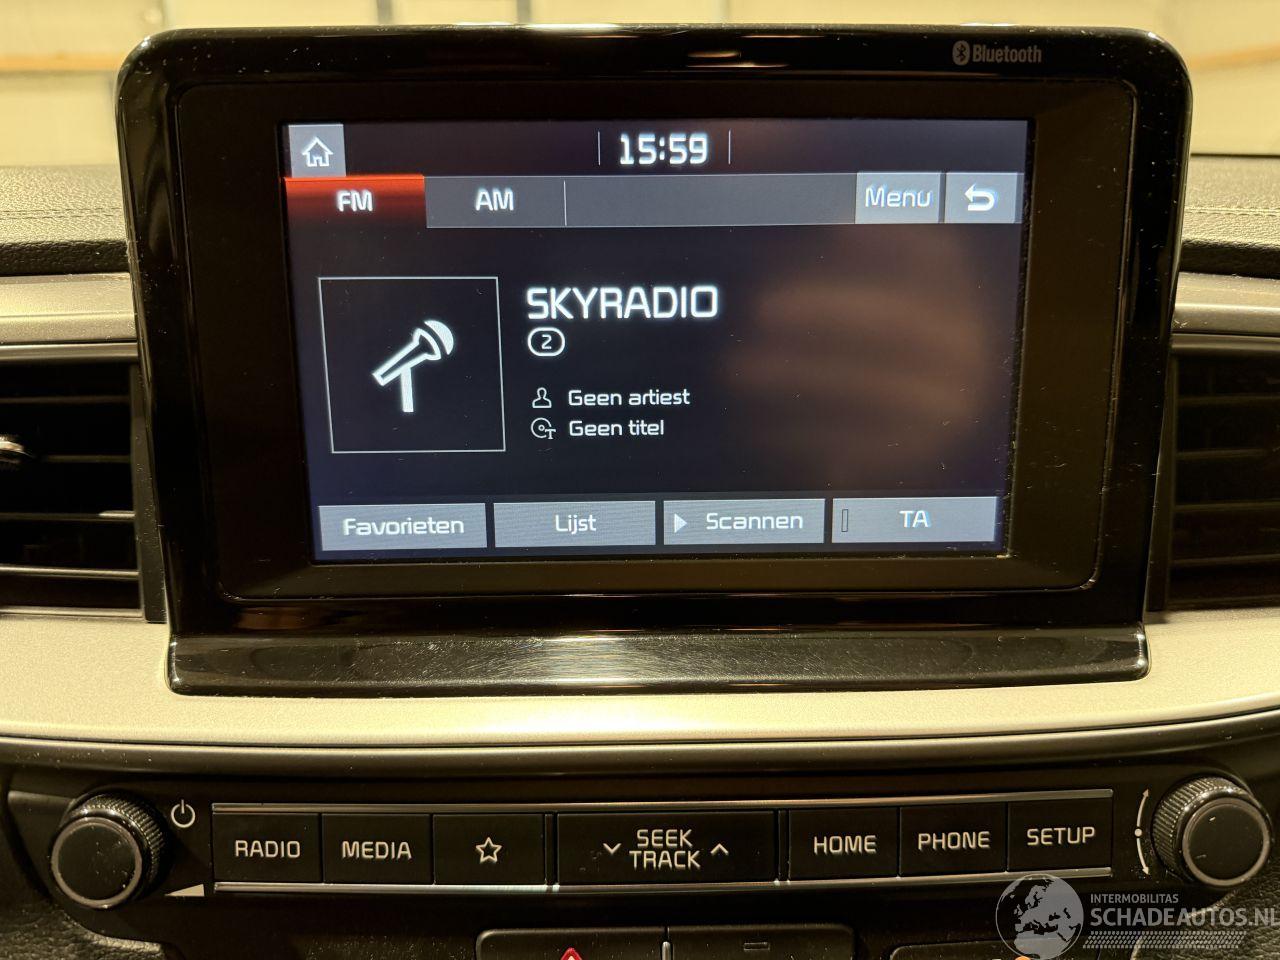 Bluetooth
15:59
FM AM Menu
SKYRADIO
2
Geen artiest
Geen titel
Favorieten Lijst Scannen TA
RADIO MEDIA SEEK TRACK HOME PHONE SETUP
INTERMOBILITAS
SCHADEAUTOS.NL